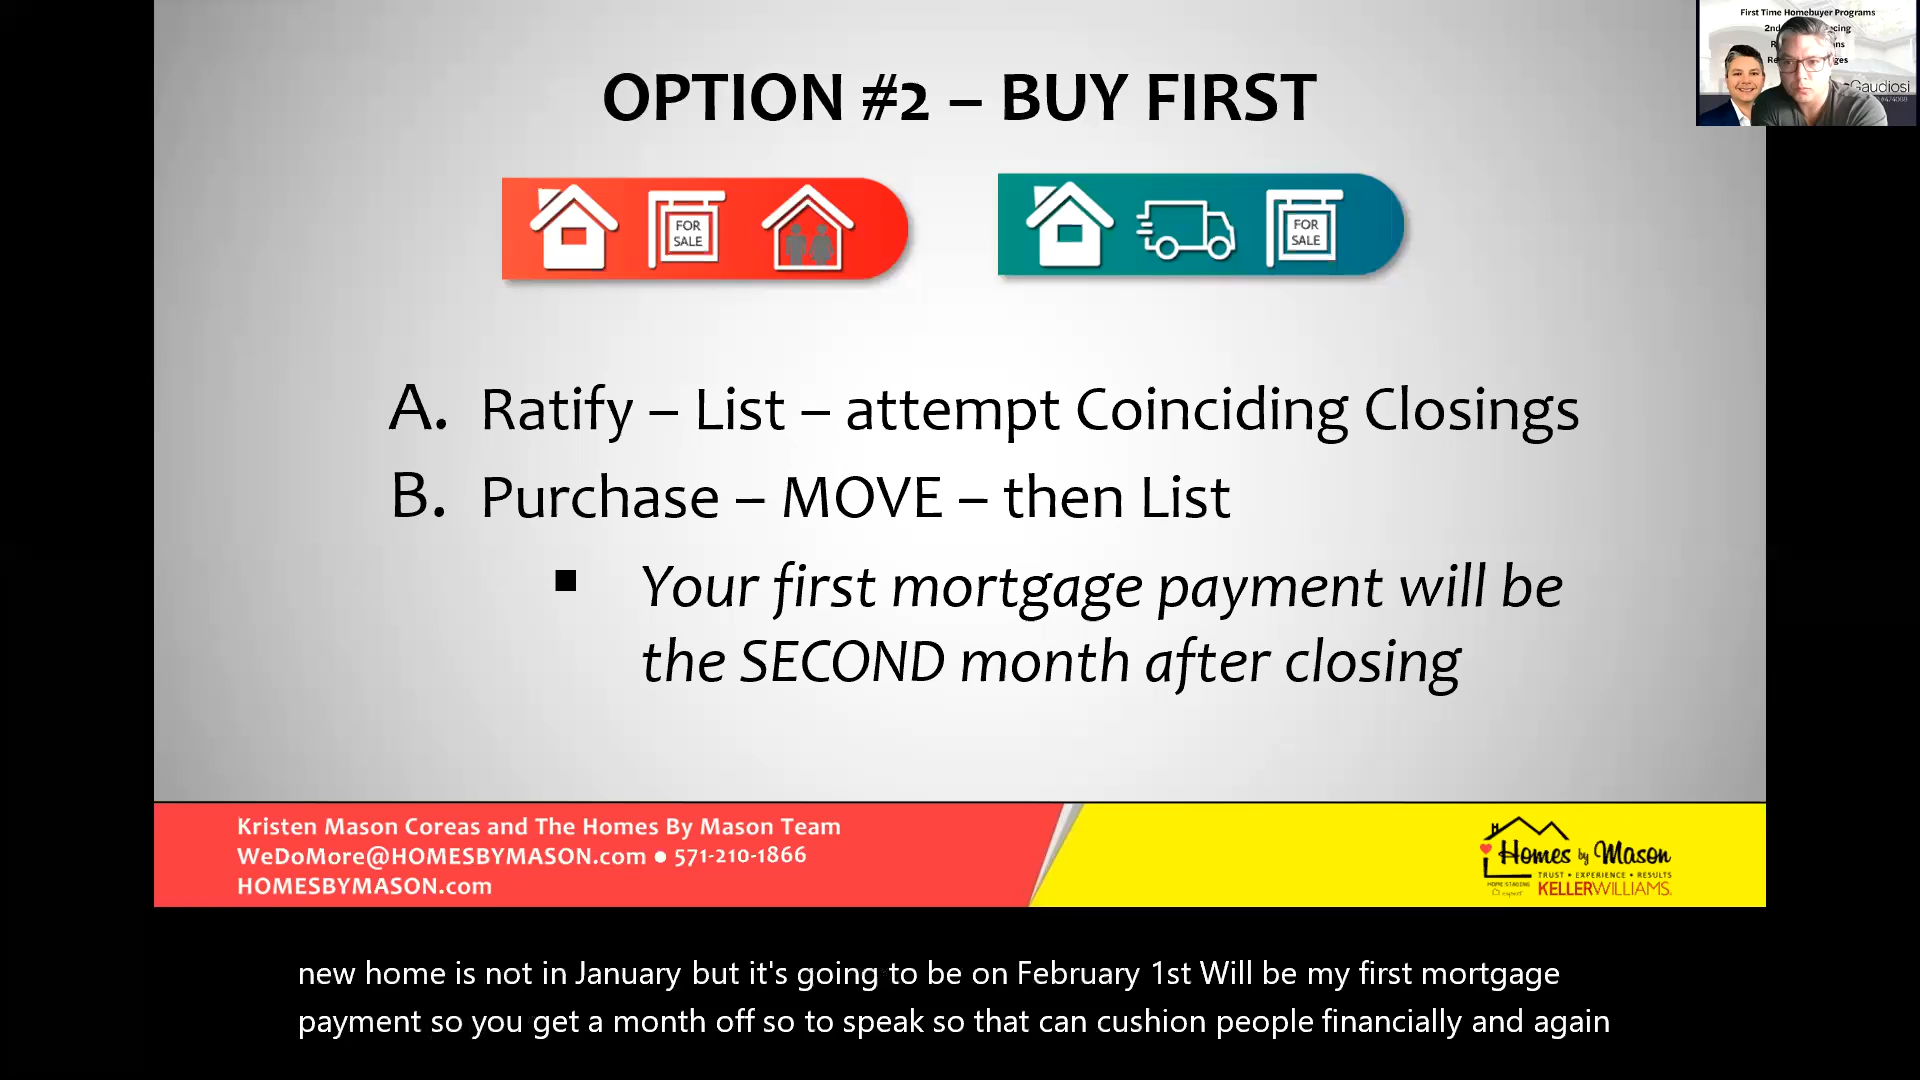 First Time Homebuyer Programs
2nd
cing
ns
ges
Gaudiosi
OPTION #2 – BUY FIRST
FOR
SALE
FOR
SALE
A. Ratify – List – attempt Coinciding Closings
B. Purchase – MOVE – then List
▪ Your first mortgage payment will be
the SECOND month after closing
Kristen Mason Coreas and The Homes By Mason Team
WeDoMore@HOMESBYMASON.com ● 571-210-1866
HOMESBYMASON.com
Homes by Mason
TRUST • EXPERIENCE • RESULTS
HOME STAGING
KELLERWILLIAMS.
new home is not in January but it's going to be on February 1st Will be my first mortgage
payment so you get a month off so to speak so that can cushion people financially and again